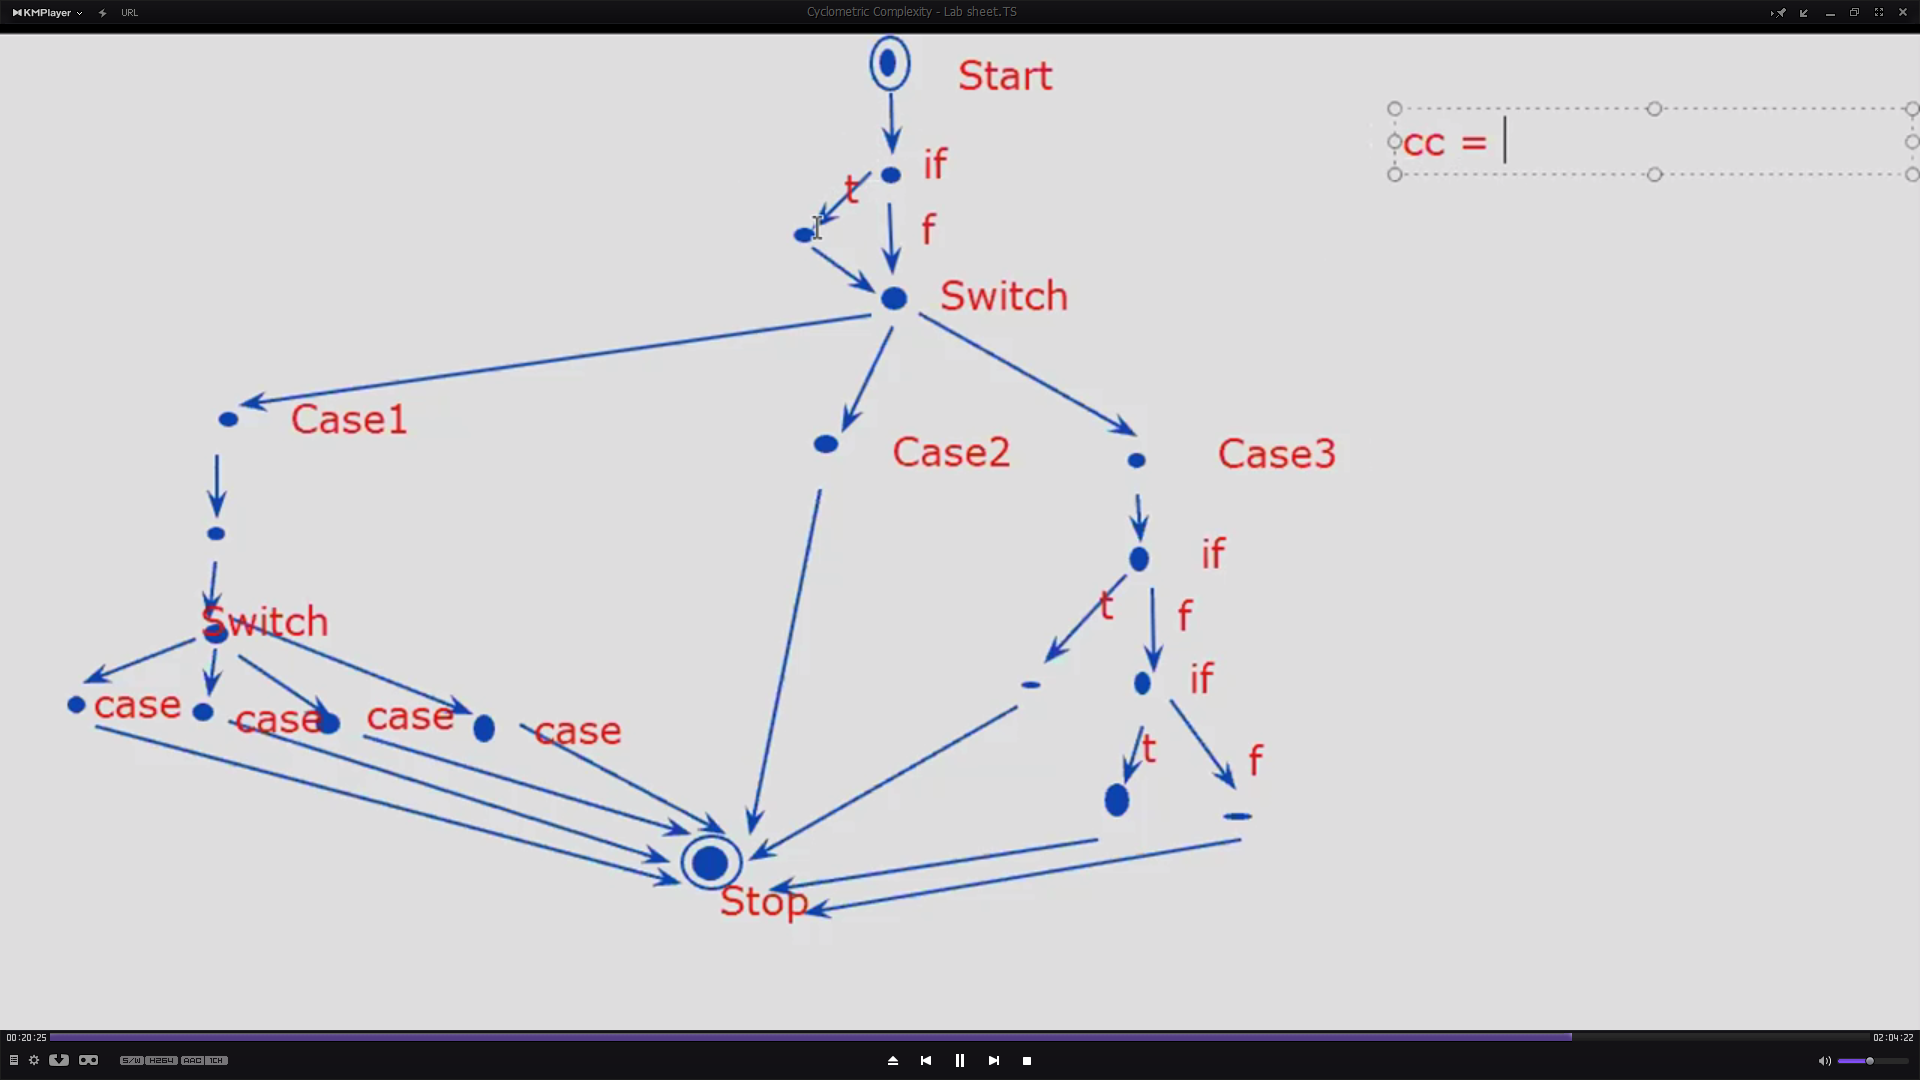 KMPlayer
URL
Cyclometric Complexity - Lab sheet.TS
Start
cc =
if
t
f
Switch
Case1
Case2
Case3
if
t
f
Switch
if
case
case
case
case
t
f
Stop
00:20:25
02:04:22
S/W H264 AAC 1CH